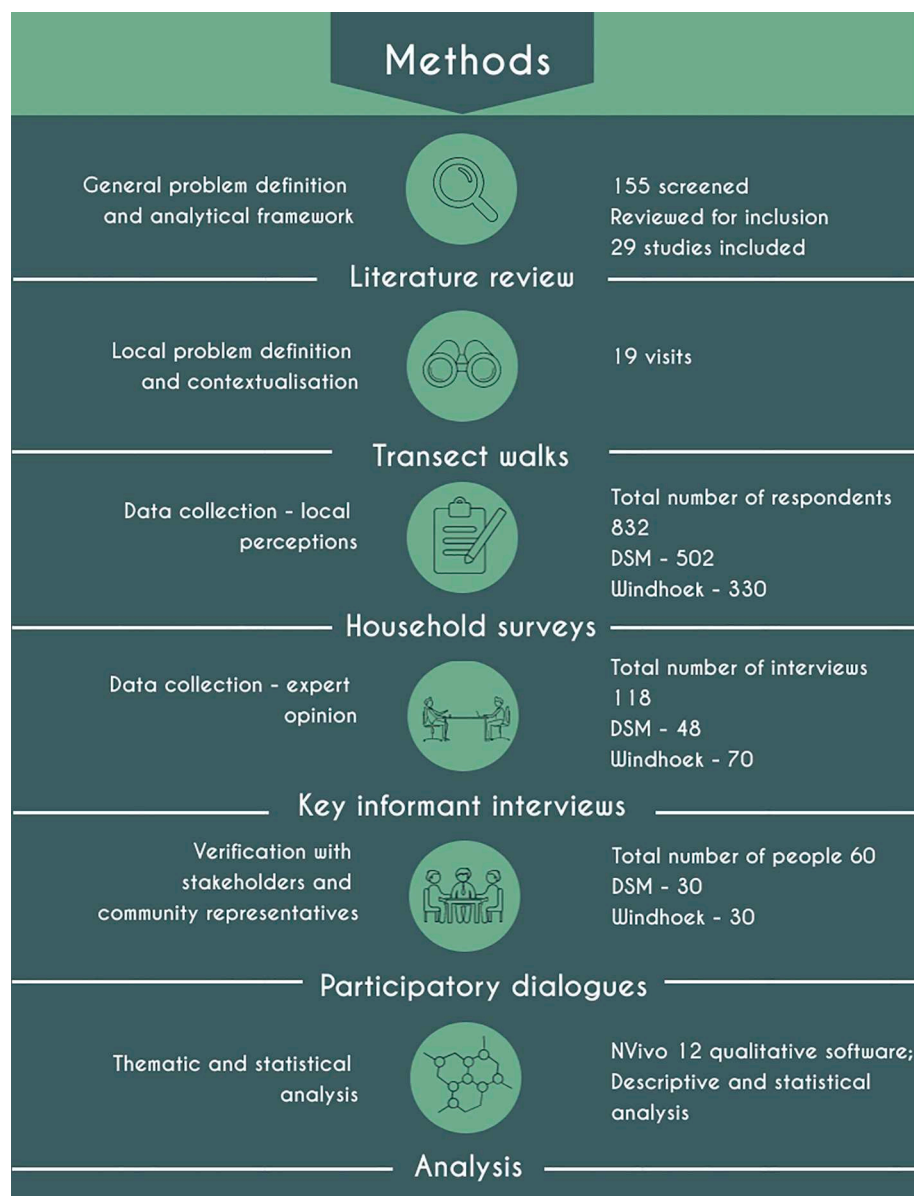 Methods
General problem definition
and analytical framework
155 screened
Reviewed for inclusion
29 studies included
Literature review
Local problem definition
and contextualisation
19 visits
Transect walks
Data collection - local
perceptions
Total number of respondents
832
DSM - 502
Windhoek - 330
Household surveys
Data collection - expert
opinion
Total number of interviews
118
DSM - 48
Windhoek - 70
Key informant interviews
Verification with
stakeholders and
community representatives
Total number of people 60
DSM - 30
Windhoek - 30
Participatory dialogues
Thematic and statistical
analysis
NVivo 12 qualitative software;
Descriptive and statistical
analysis
Analysis